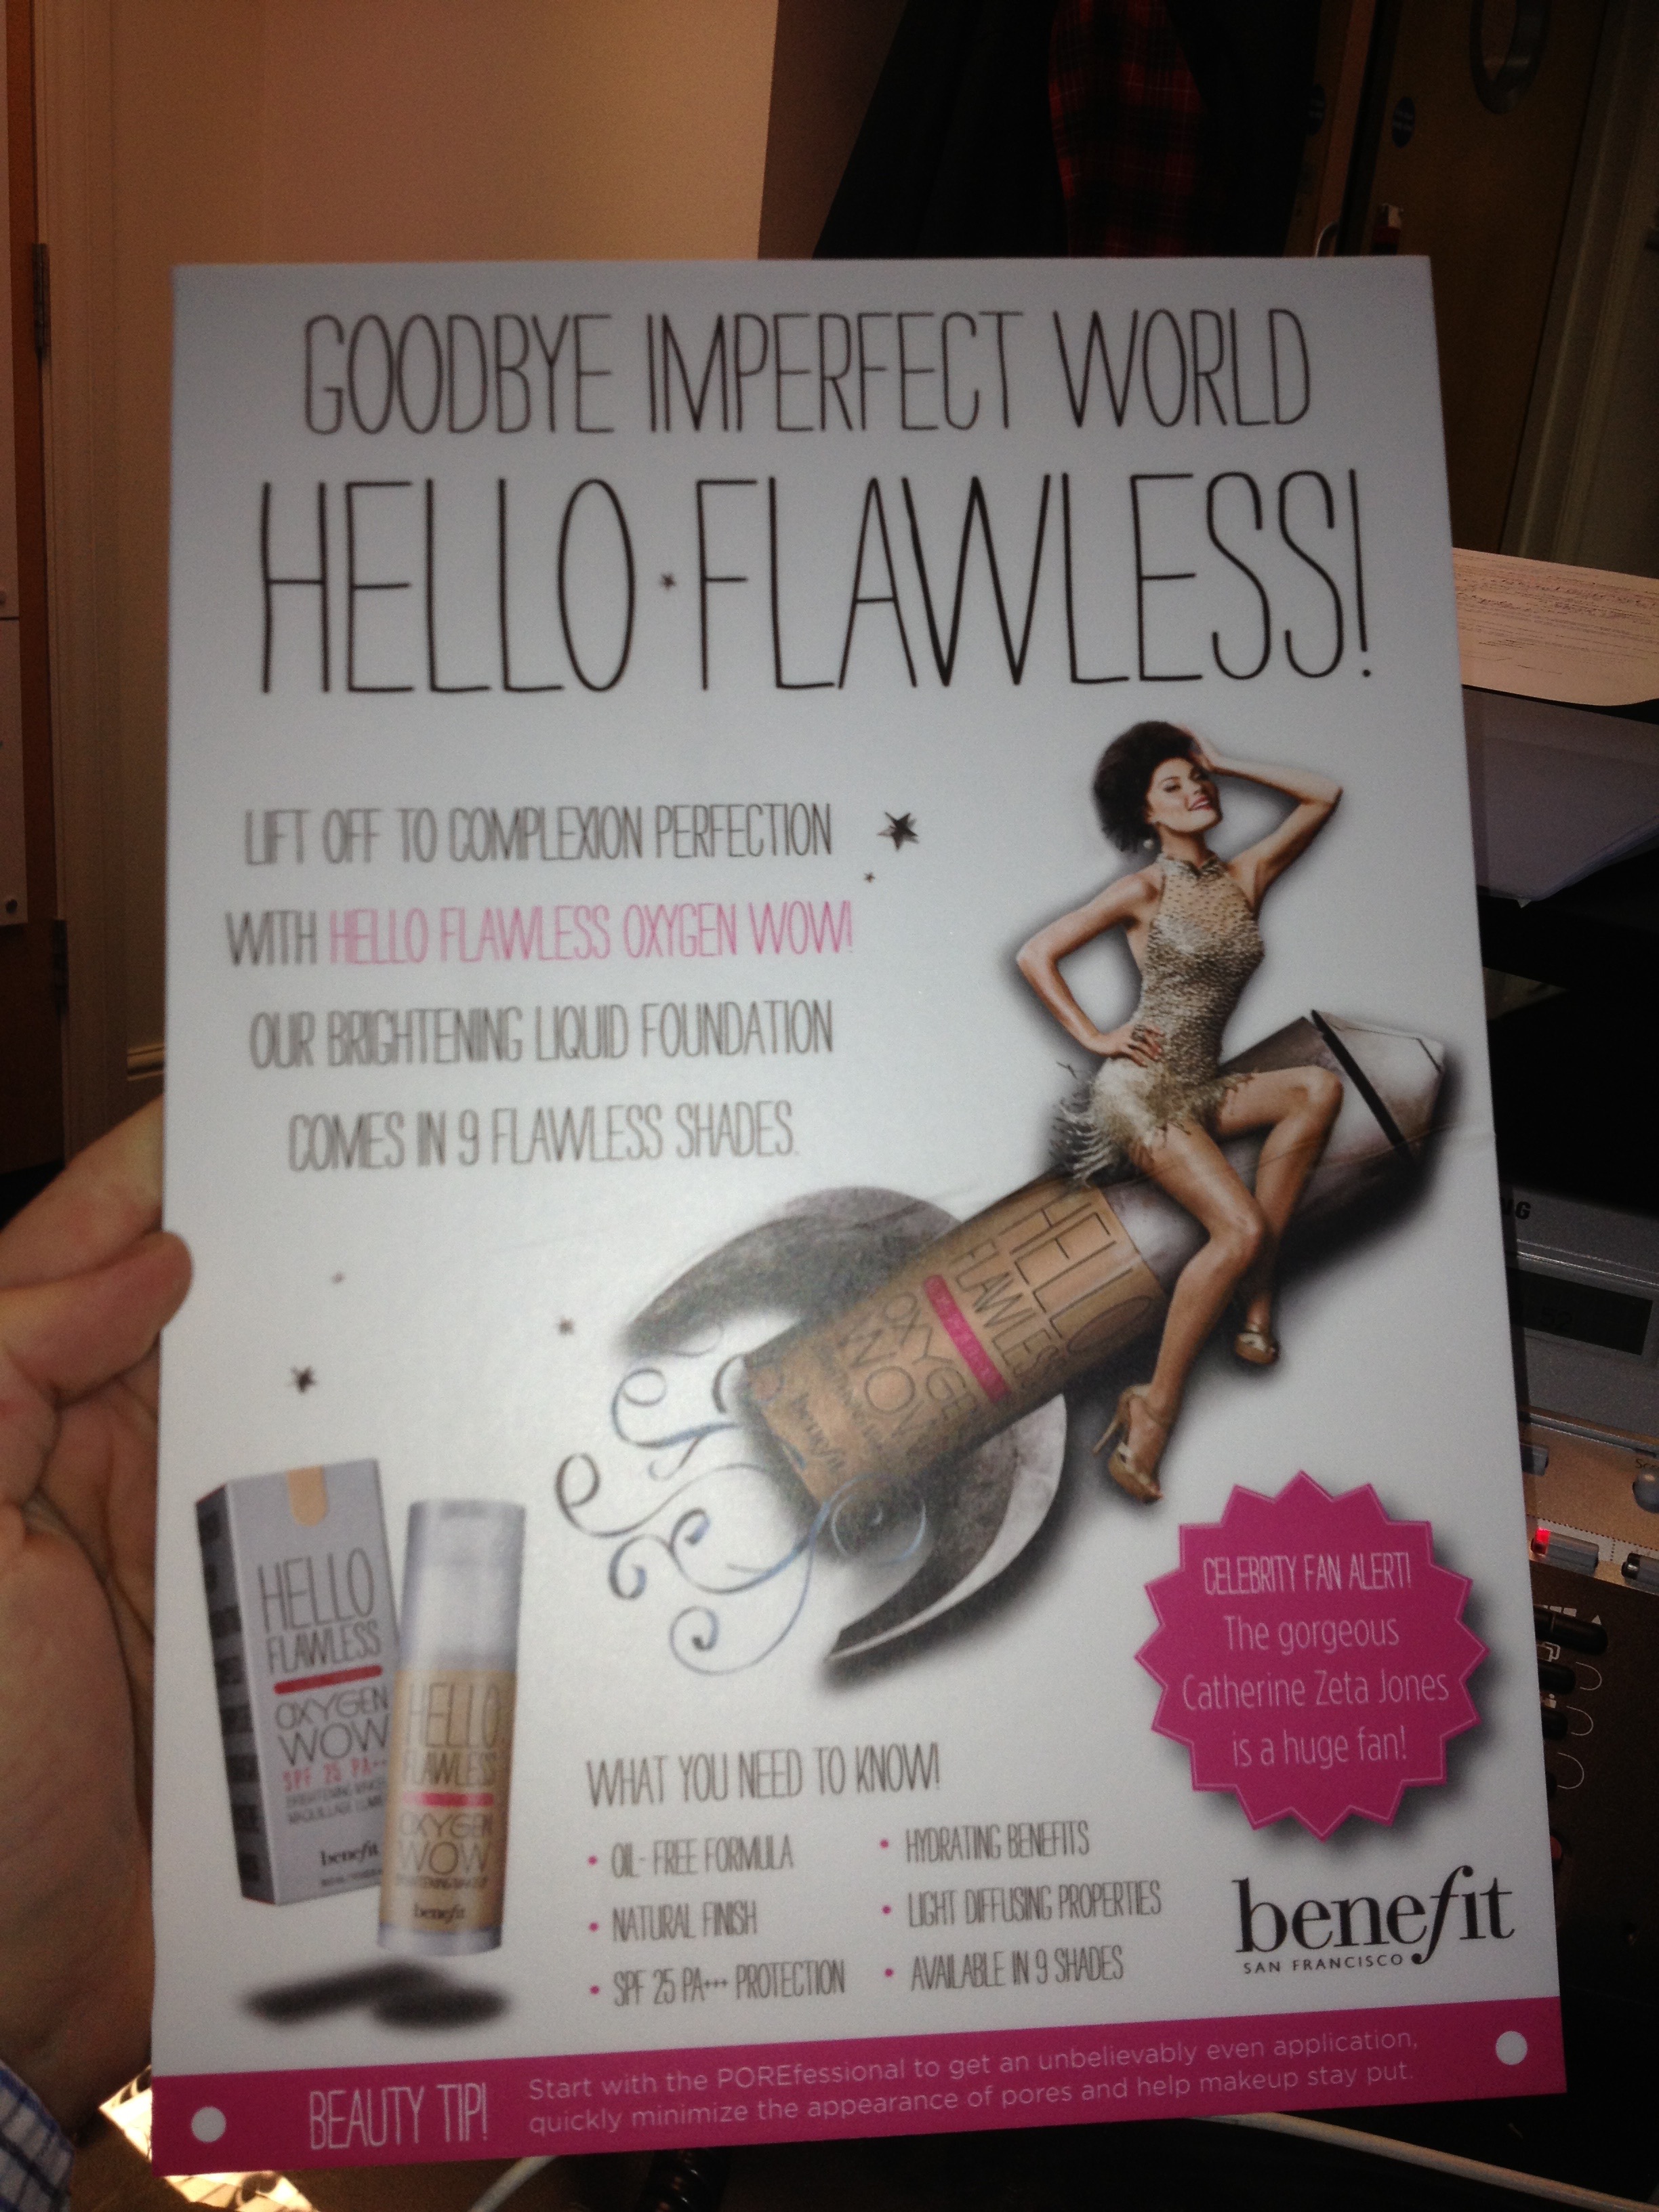 GOODBYE IMPERFECT WORLD
HELLO FLAWLESS!
LIFT OFF TO COMPLEXION PERFECTION
WITH HELLO FLAWLESS OXYGEN WOW!
OUR BRIGHTENING LIQUID FOUNDATION
COMES IN 9 FLAWLESS SHADES.
HELLO
FLAWLESS
OXYGEN
WOW
benefit
HELLO
FLAWLESS
OXYGEN
WOW
SPF 25 PA++
benefit
HELLO
FLAWLESS
OXYGEN
WOW
benefit
CELEBRITY FAN ALERT!
The gorgeous
Catherine Zeta Jones
is a huge fan!
WHAT YOU NEED TO KNOW!
• OIL-FREE FORMULA
• NATURAL FINISH
• SPF 25 PA+++ PROTECTION
• HYDRATING BENEFITS
• LIGHT DIFFUSING PROPERTIES
• AVAILABLE IN 9 SHADES
benefit
SAN FRANCISCO
BEAUTY TIP!
Start with the POREfessional to get an unbelievably even application,
quickly minimize the appearance of pores and help makeup stay put.